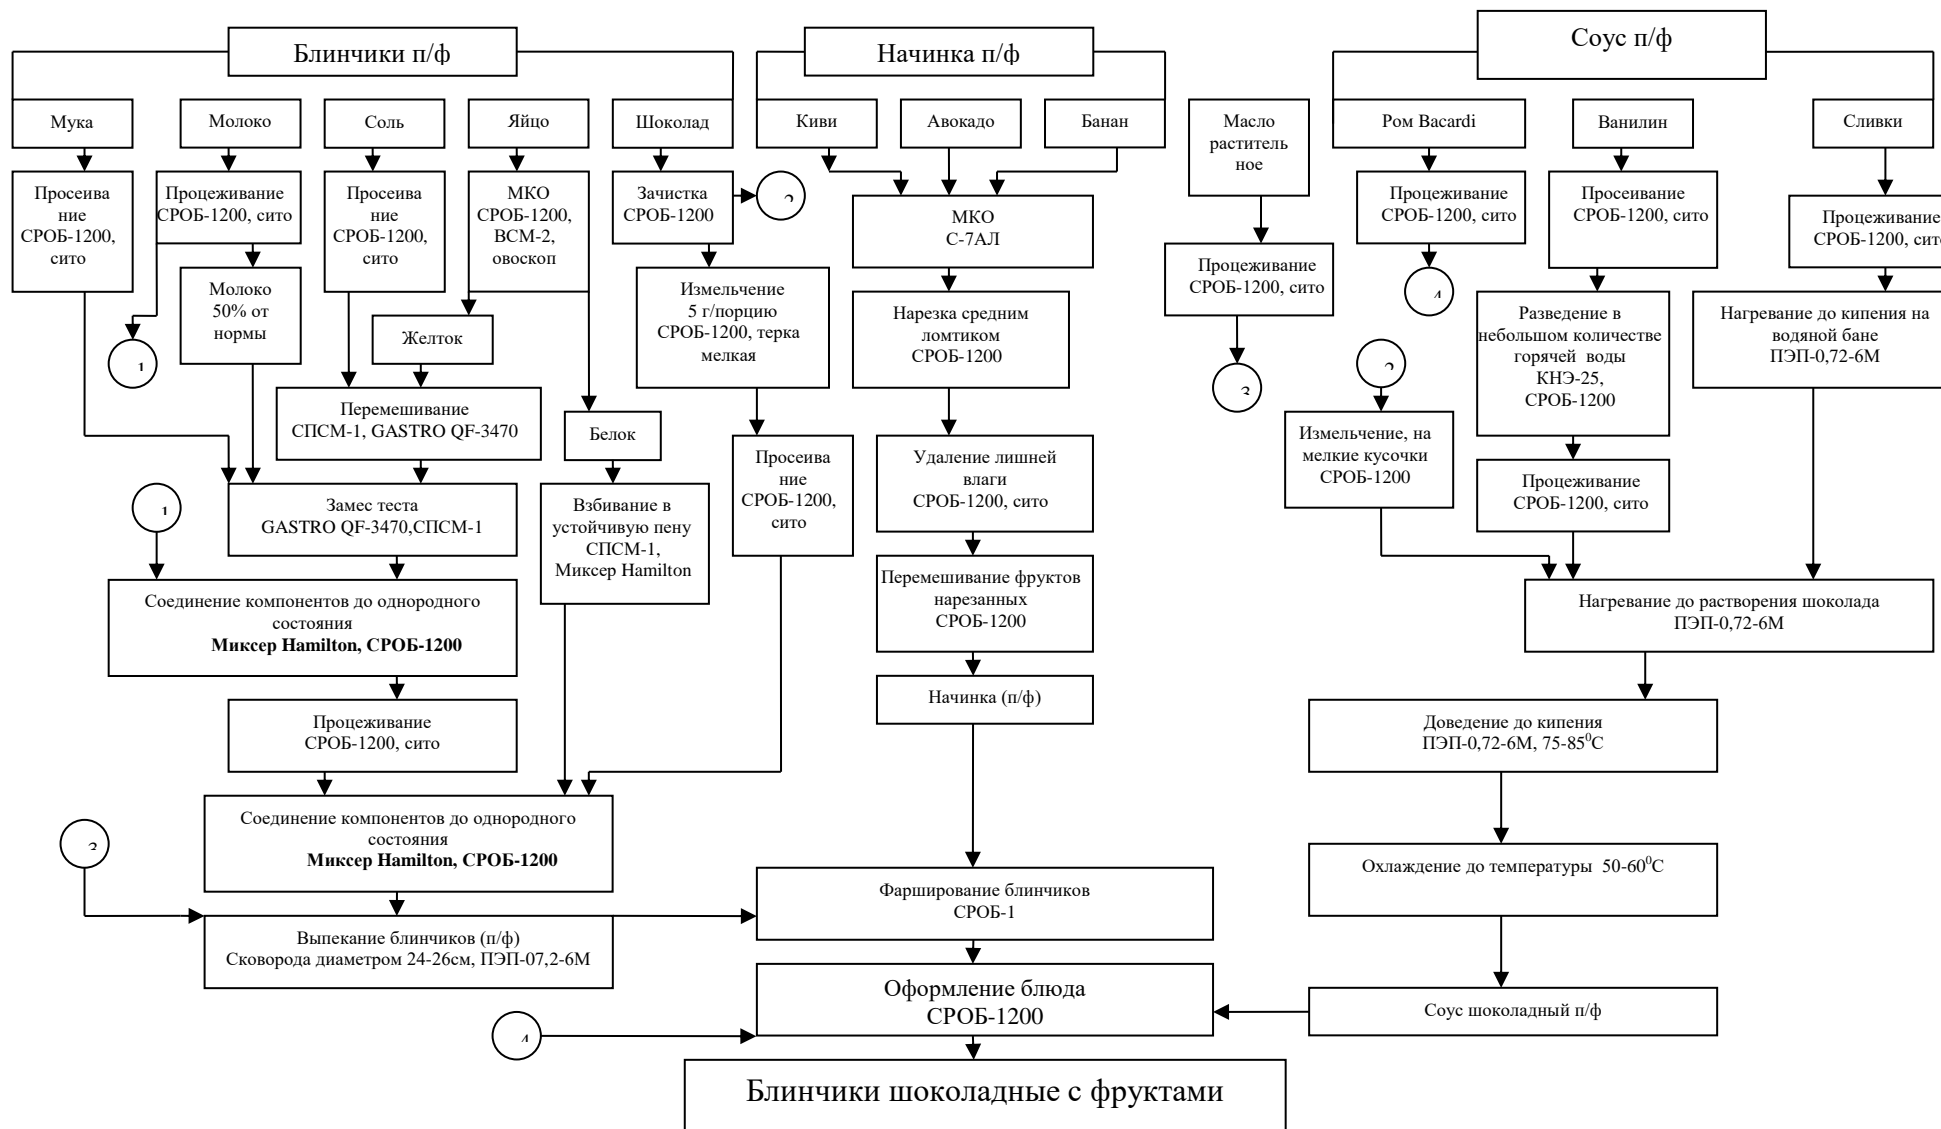 Блинчики п/ф
Начинка п/ф
Соус п/ф
Мука
Молоко
Соль
Яйцо
Шоколад
Киви
Авокадо
Банан
Масло
раститель
ное
Ром Bacardi
Ванилин
Сливки
Просеива
ние
СРОБ-1200,
сито
Процеживание
СРОБ-1200, сито
Просеива
ние
СРОБ-1200,
сито
МКО
СРОБ-1200,
ВСМ-2,
овоскоп
Зачистка
СРОБ-1200
2
МКО
С-7АЛ
Процеживание
СРОБ-1200, сито
Процеживание
СРОБ-1200, сито
Просеивание
СРОБ-1200, сито
Процеживание
СРОБ-1200, сито
Молоко
50% от
нормы
1
Желток
Измельчение
5 г/порцию
СРОБ-1200, терка
мелкая
Нарезка средним
ломтиком
СРОБ-1200
3
4
Разведение в
небольшом количестве
горячей воды
КНЭ-25,
СРОБ-1200
Нагревание до кипения на
водяной бане
ПЭП-0,72-6М
2
Перемешивание
СПСМ-1, GASTRO QF-3470
Белок
Просеива
ние
СРОБ-1200,
сито
Удаление лишней
влаги
СРОБ-1200, сито
Измельчение, на
мелкие кусочки
СРОБ-1200
Процеживание
СРОБ-1200, сито
1
Замес теста
GASTRO QF-3470,СПСМ-1
Взбивание в
устойчивую пену
СПСМ-1,
Миксер Hamilton
Перемешивание фруктов
нарезанных
СРОБ-1200
Нагревание до растворения шоколада
ПЭП-0,72-6М
Соединение компонентов до однородного
состояния
Миксер Hamilton, СРОБ-1200
Начинка (п/ф)
Процеживание
СРОБ-1200, сито
Доведение до кипения
ПЭП-0,72-6М, 75-85⁰С
3
Соединение компонентов до однородного
состояния
Миксер Hamilton, СРОБ-1200
Фарширование блинчиков
СРОБ-1
Охлаждение до температуры 50-60⁰С
Выпекание блинчиков (п/ф)
Сковорода диаметром 24-26см, ПЭП-07,2-6М
4
Оформление блюда
СРОБ-1200
Соус шоколадный п/ф
Блинчики шоколадные с фруктами